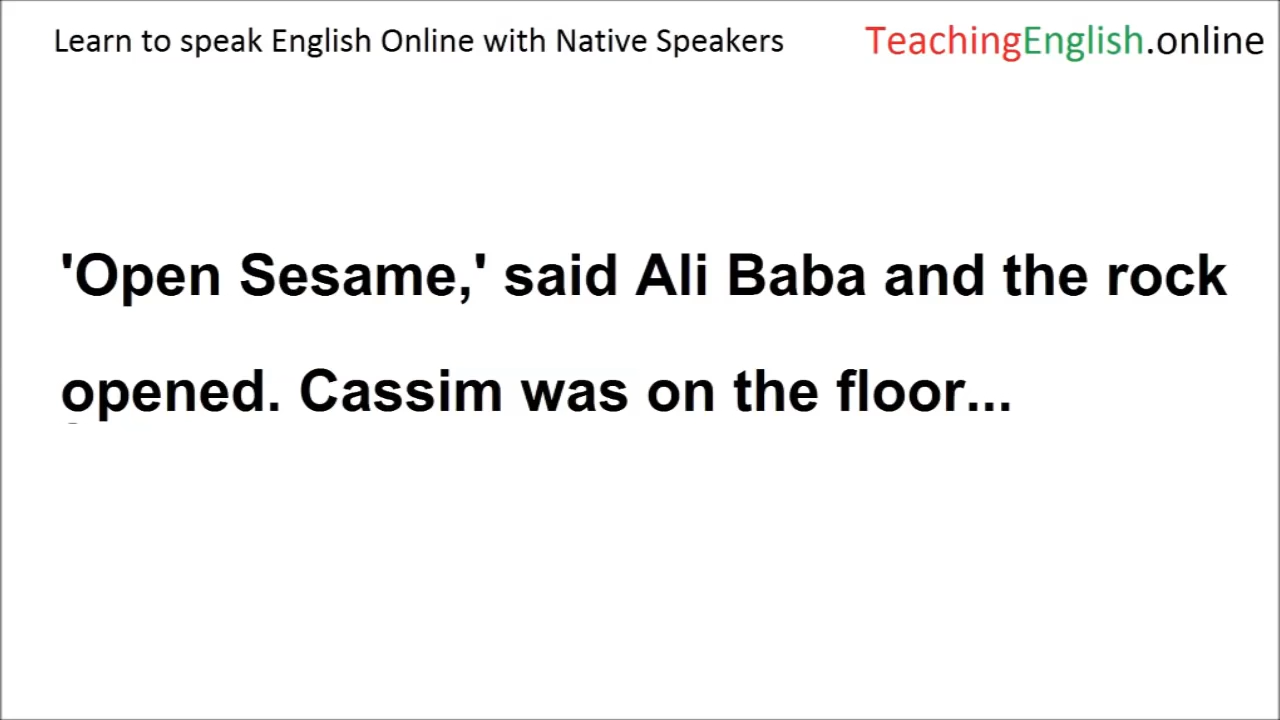 Learn to speak English Online with Native Speakers
TeachingEnglish.online
'Open Sesame,' said Ali Baba and the rock
opened. Cassim was on the floor...